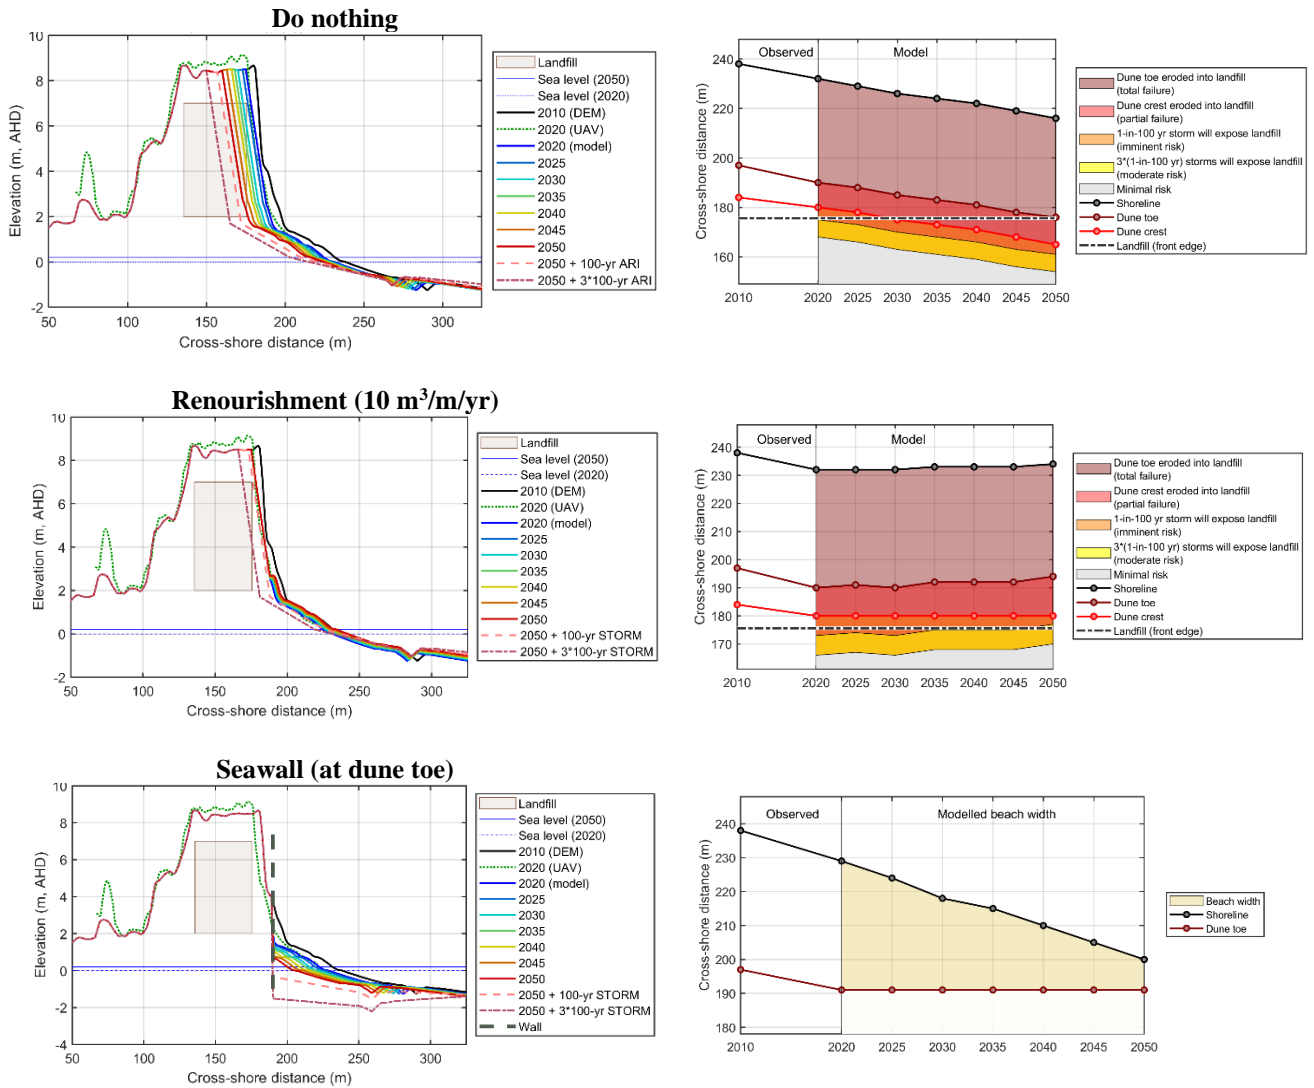 Do nothing
10
8
6
4
2
0
-2
Elevation (m, AHD)
50 100 150 200 250 300
Cross-shore distance (m)
Landfill
Sea level (2050)
Sea level (2020)
2010 (DEM)
2020 (UAV)
2020 (model)
2025
2030
2035
2040
2045
2050
2050 + 100-yr ARI
2050 + 3*100-yr ARI
Observed Model
240
220
200
180
160
Cross-shore distance (m)
2010 2020 2025 2030 2035 2040 2045 2050
Dune toe eroded into landfill
(total failure)
Dune crest eroded into landfill
(partial failure)
1-in-100 yr storm will expose landfill
(imminent risk)
3*(1-in-100 yr) storms will expose landfill
(moderate risk)
Minimal risk
Shoreline
Dune toe
Dune crest
Landfill (front edge)
Renourishment (10 m³/m/yr)
10
8
6
4
2
0
-2
Elevation (m, AHD)
50 100 150 200 250 300
Cross-shore distance (m)
Landfill
Sea level (2050)
Sea level (2020)
2010 (DEM)
2020 (UAV)
2020 (model)
2025
2030
2035
2040
2045
2050
2050 + 100-yr STORM
2050 + 3*100-yr STORM
Observed Model
240
230
220
210
200
190
180
170
Cross-shore distance (m)
2010 2020 2025 2030 2035 2040 2045 2050
Dune toe eroded into landfill
(total failure)
Dune crest eroded into landfill
(partial failure)
1-in-100 yr storm will expose landfill
(imminent risk)
3*(1-in-100 yr) storms will expose landfill
(moderate risk)
Minimal risk
Shoreline
Dune toe
Dune crest
Landfill (front edge)
Seawall (at dune toe)
10
8
6
4
2
0
-2
-4
Elevation (m, AHD)
50 100 150 200 250 300
Cross-shore distance (m)
Landfill
Sea level (2050)
Sea level (2020)
2010 (DEM)
2020 (UAV)
2020 (model)
2025
2030
2035
2040
2045
2050
2050 + 100-yr STORM
2050 + 3*100-yr STORM
Wall
Observed Modelled beach width
240
230
220
210
200
190
180
Cross-shore distance (m)
2010 2020 2025 2030 2035 2040 2045 2050
Beach width
Shoreline
Dune toe